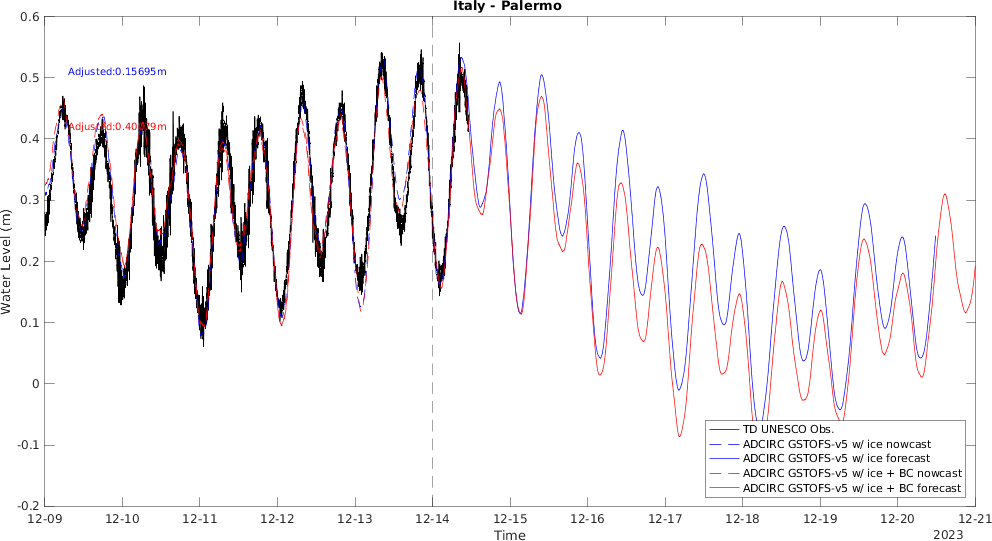 Italy - Palermo
Adjusted:0.15695m
Water Level (m)
0.6
0.5
0.4
0.3
0.2
0.1
0
-0.1
-0.2
TD UNESCO Obs.
ADCIRC GSTOFS-v5 w/ ice nowcast
ADCIRC GSTOFS-v5 w/ ice forecast
ADCIRC GSTOFS-v5 w/ ice + BC nowcast
ADCIRC GSTOFS-v5 w/ ice + BC forecast
12-09 12-10 12-11 12-12 12-13 12-14 12-15 12-16 12-17 12-18 12-19 12-20 12-21
Time
2023